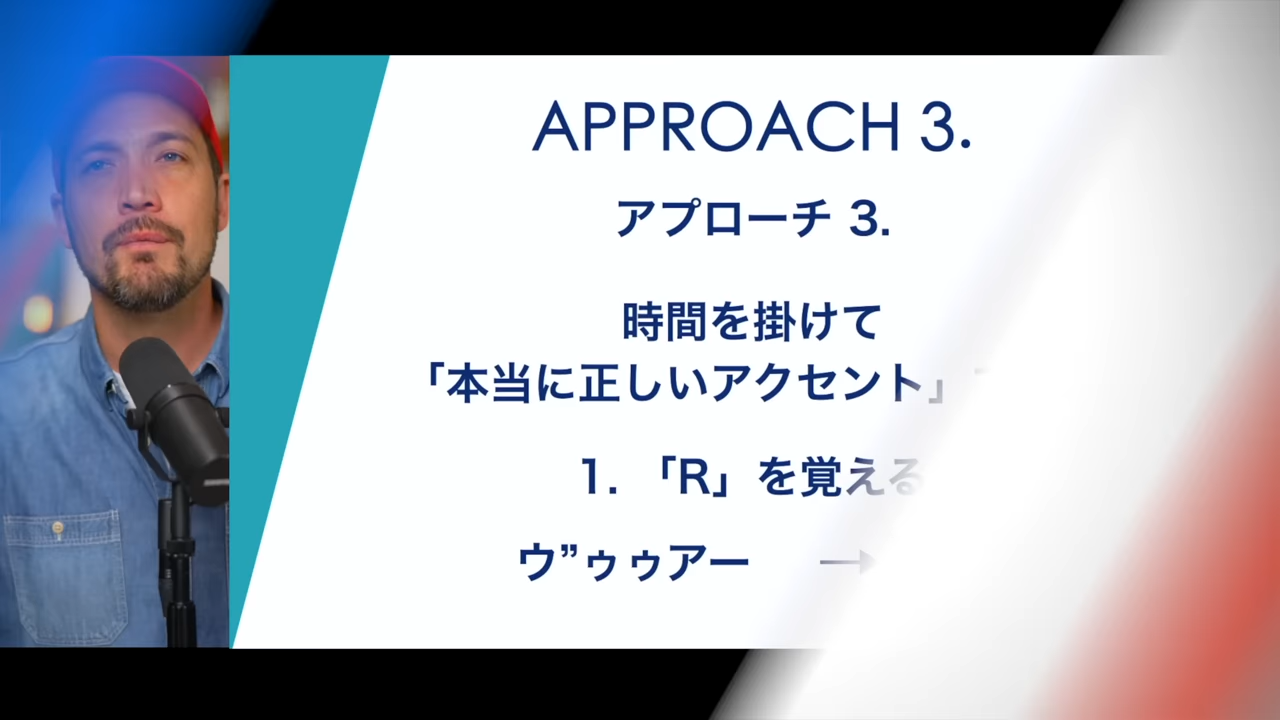 APPROACH 3.
アプローチ 3.
時間を掛けて
「本当に正しいアクセント」
1. 「R」を覚える
ウ”ゥゥアー →